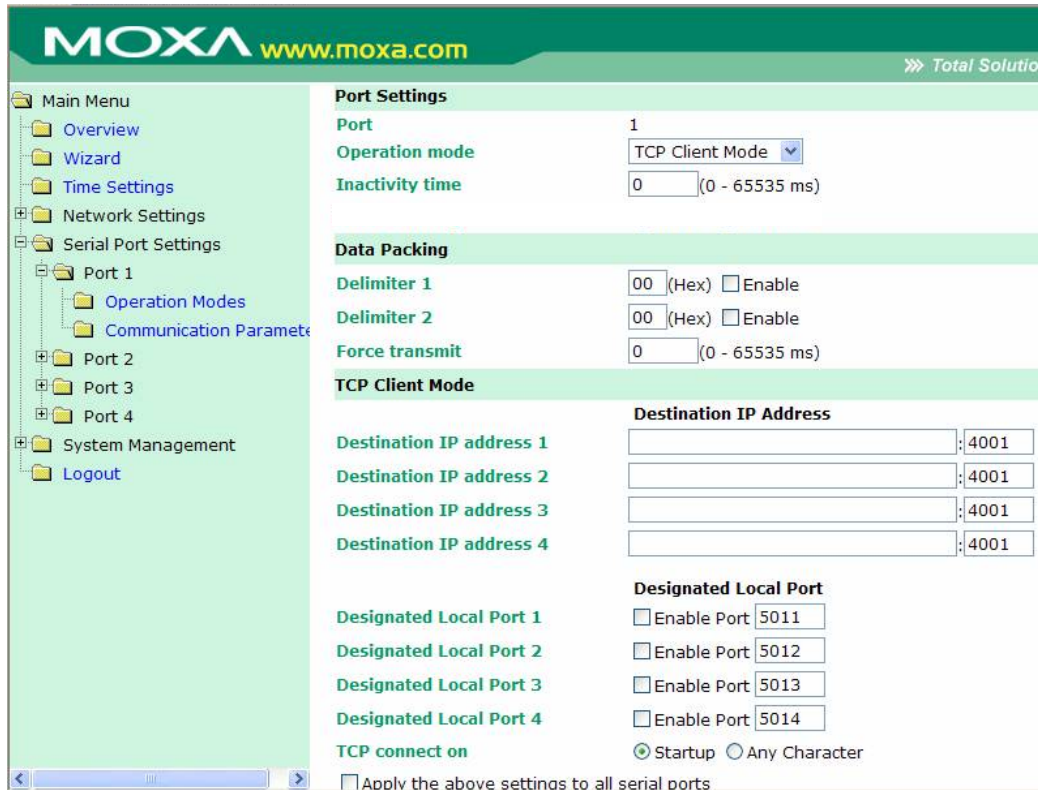 MOXA www.moxa.com
Total Solutio
Main Menu
Overview
Wizard
Time Settings
Network Settings
Serial Port Settings
Port 1
Operation Modes
Communication Paramete
Port 2
Port 3
Port 4
System Management
Logout
Port Settings
Port 1
Operation mode TCP Client Mode
Inactivity time 0 (0 - 65535 ms)
Data Packing
Delimiter 1 00 (Hex) Enable
Delimiter 2 00 (Hex) Enable
Force transmit 0 (0 - 65535 ms)
TCP Client Mode
Destination IP Address
Destination IP address 1 :4001
Destination IP address 2 :4001
Destination IP address 3 :4001
Destination IP address 4 :4001
Designated Local Port
Designated Local Port 1 Enable Port 5011
Designated Local Port 2 Enable Port 5012
Designated Local Port 3 Enable Port 5013
Designated Local Port 4 Enable Port 5014
TCP connect on Startup Any Character
Apply the above settings to all serial ports